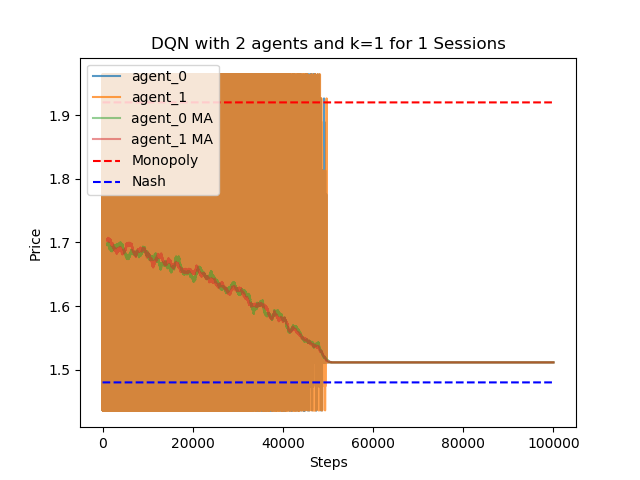 DQN with 2 agents and k=1 for 1 Sessions
agent_0
agent_1
agent_0 MA
agent_1 MA
Monopoly
Nash
Price
1.9
1.8
1.7
1.6
1.5
0
20000
40000
60000
80000
100000
Steps